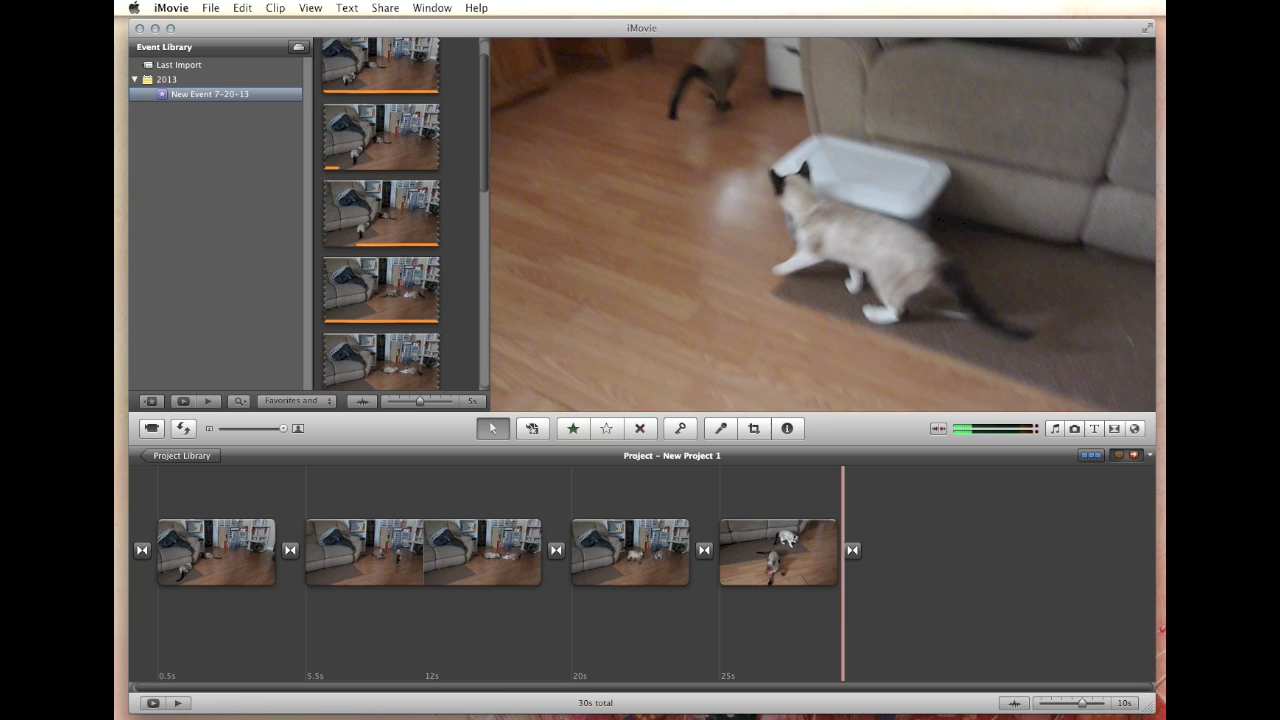 iMovie File Edit Clip View Text Share Window Help
iMovie
Event Library
Last Import
2013
New Event 7-20-13
Favorites and
5s
Project Library
Project - New Project 1
0.5s 5.5s 12s 20s 25s
30s total
10s